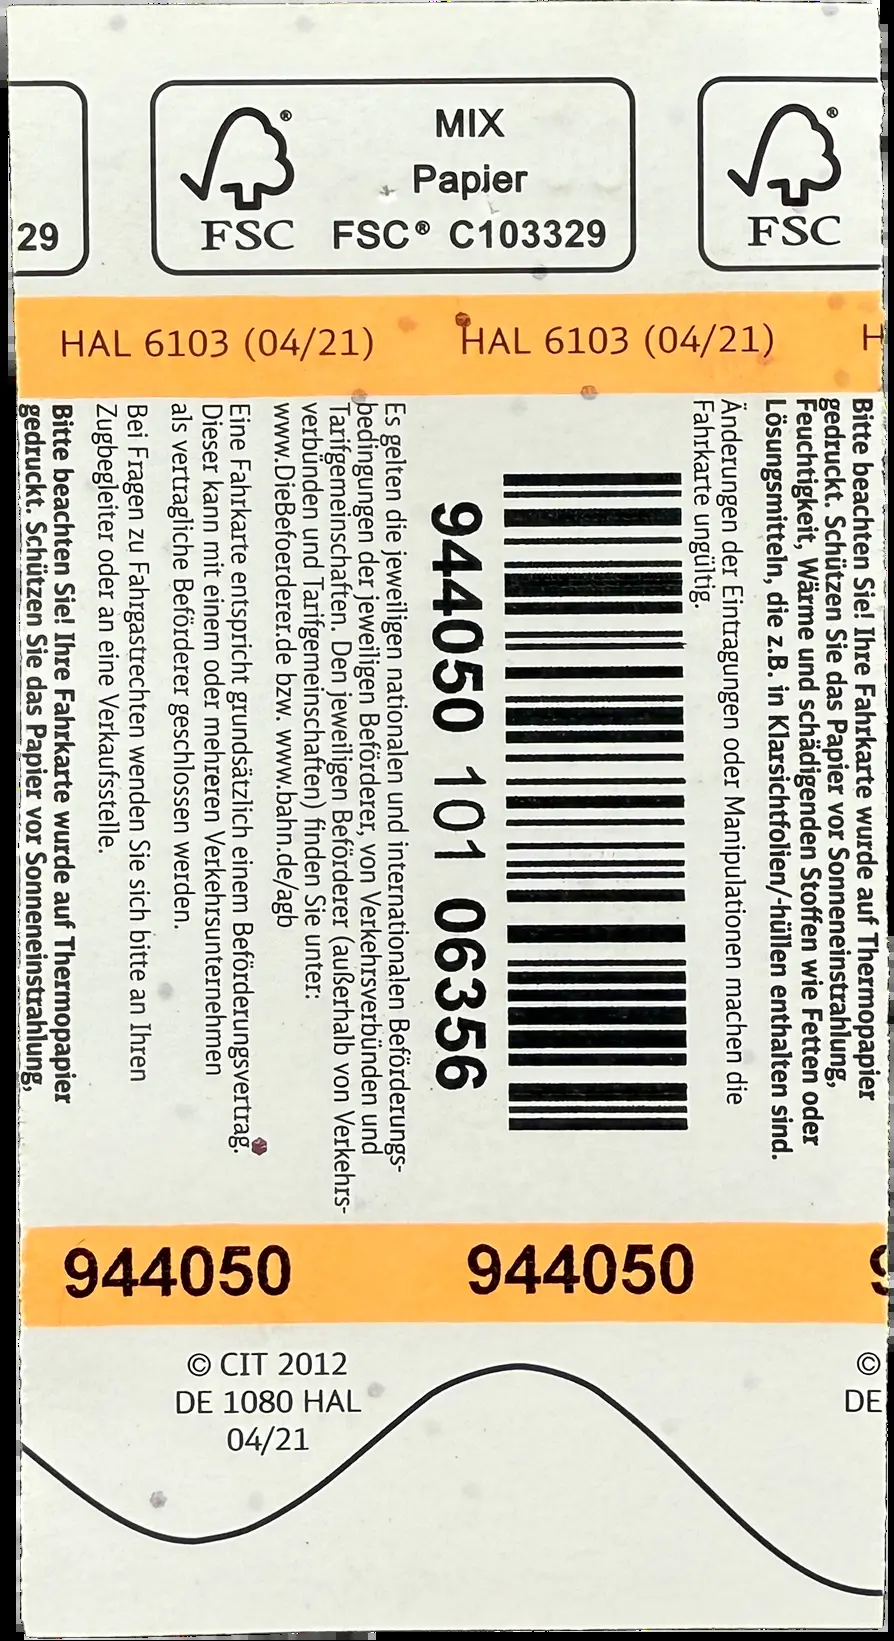 29
FSC®
MIX
Papier
FSC® C103329
FSC®
HAL 6103 (04/21)
HAL 6103 (04/21)
Bitte beachten Sie! Ihre Fahrkarte wurde auf Thermopapier
gedruckt. Schützen Sie das Papier vor Sonneneinstrahlung,
Feuchtigkeit, Wärme und schädigenden Stoffen wie Fetten oder
Lösungsmitteln, die z.B. in Klarsichtfolien/-hüllen enthalten sind.
Änderungen der Eintragungen oder Manipulationen machen die
Fahrkarte ungültig.
944050 101 06356
Es gelten die jeweiligen nationalen und internationalen Beförderungs-
bedingungen der jeweiligen Beförderer, von Verkehrsverbünden und
Tarifgemeinschaften. Den jeweiligen Beförderer (außerhalb von Verkehrs-
verbünden und Tarifgemeinschaften) finden Sie unter:
www.DieBefoerderer.de bzw. www.bahn.de/agb
Eine Fahrkarte entspricht grundsätzlich einem Beförderungsvertrag.
Dieser kann mit einem oder mehreren Verkehrsunternehmen
als vertragliche Beförderer geschlossen werden.
Bei Fragen zu Fahrgastrechten wenden Sie sich bitte an Ihren
Zugbegleiter oder an eine Verkaufsstelle.
Bitte beachten Sie! Ihre Fahrkarte wurde auf Thermopapier
gedruckt. Schützen Sie das Papier vor Sonneneinstrahlung,
944050
944050
© CIT 2012
DE 1080 HAL
04/21
©
DE